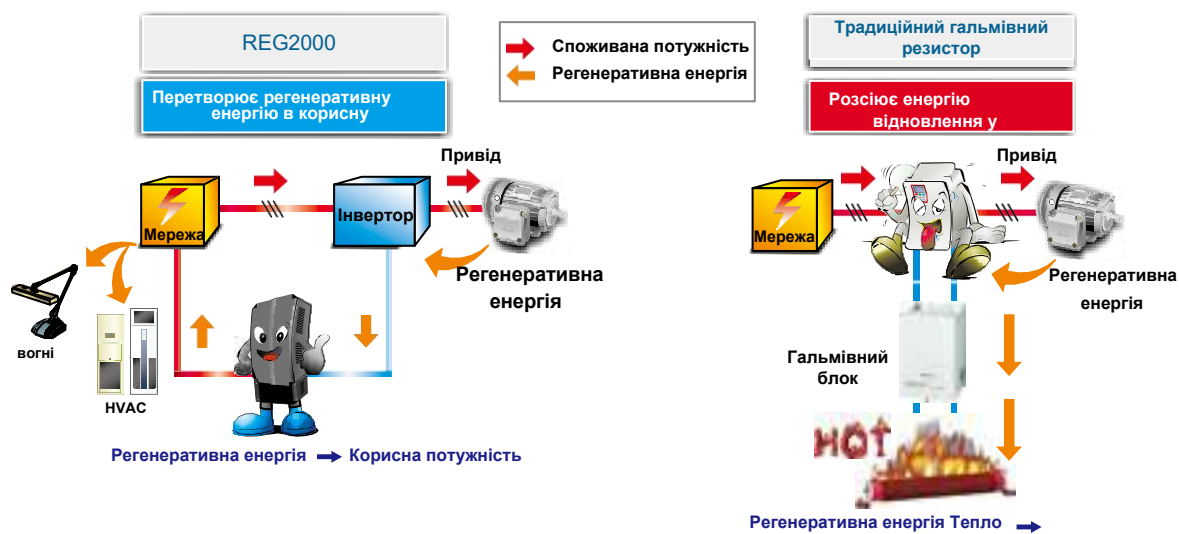 REG2000
Перетворює регенеративну
енергію в корисну
Споживана потужність
Регенеративна енергія
Традиційний гальмівний
резистор
Розсіює енергію
відновлення у
Привід
Мережа
Інвертор
Регенеративна
енергія
вогні
HVAC
Регенеративна енергія Корисна потужність
Привід
Мережа
Регенеративна
енергія
Гальмівний
блок
HOT
Регенеративна енергія Тепло